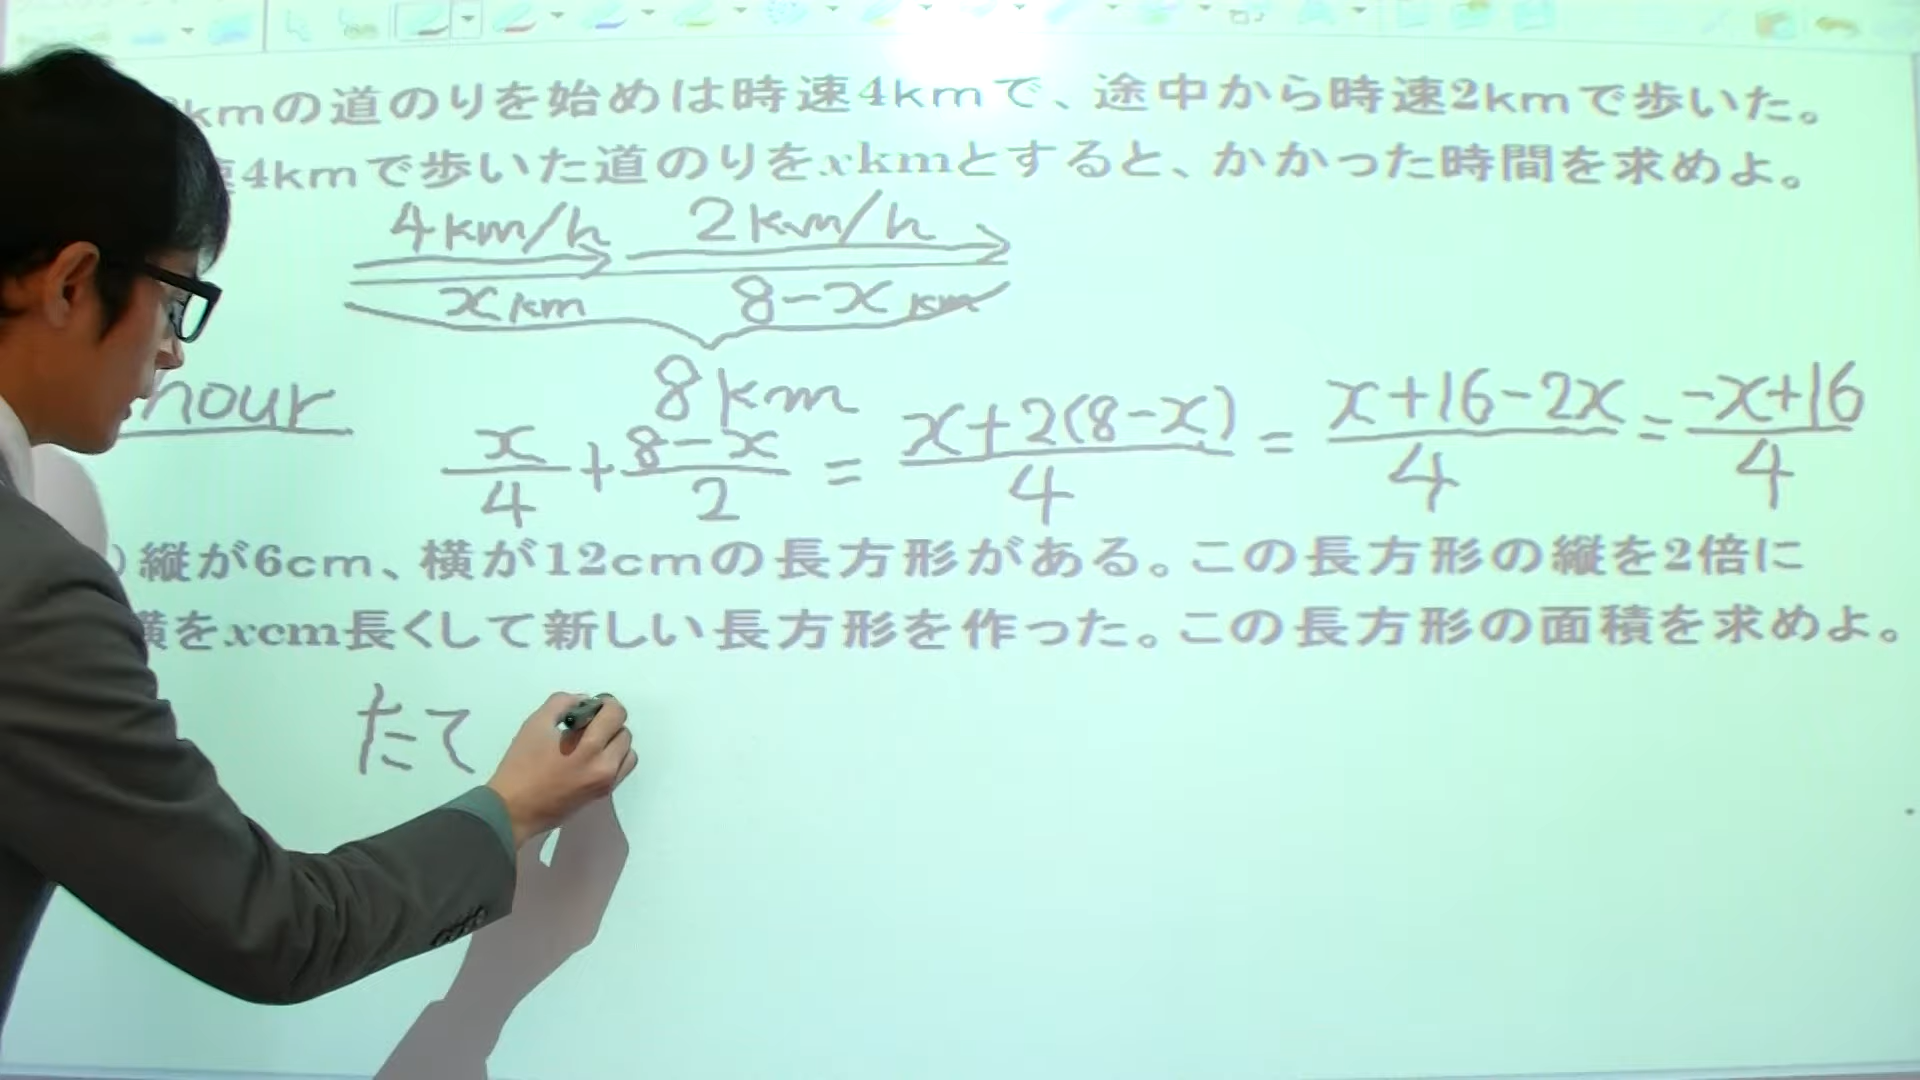 kmの道のりを始めは時速4kmで、途中から時速2kmで歩いた。
速4kmで歩いた道のりをxkmとすると、かかった時間を求めよ。
4km/h 2km/h
xkm 8-xkm
8km
hour
x/4 + 8-x/2 = x+2(8-x)/4 = x+16-2x/4 = -x+16/4
)縦が6cm、横が12cmの長方形がある。この長方形の縦を2倍に
横をxcm長くして新しい長方形を作った。この長方形の面積を求めよ。
たて